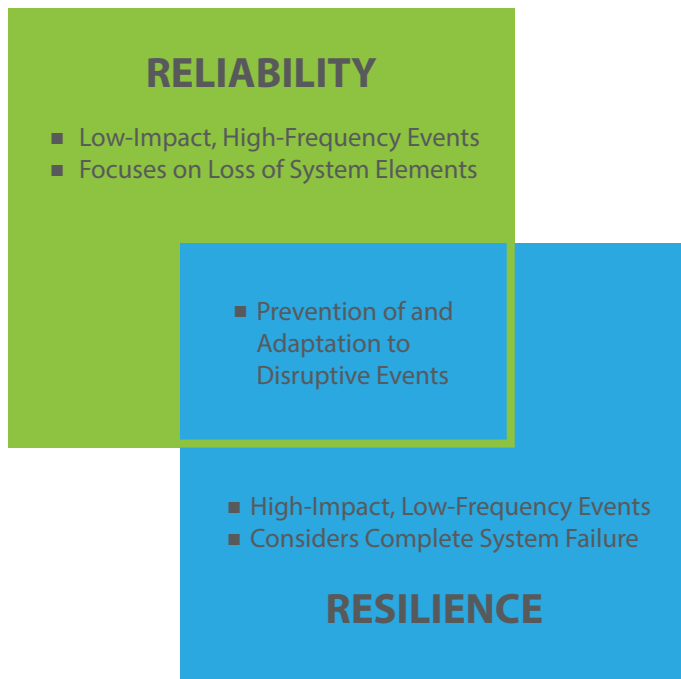 RELIABILITY
■ Low-Impact, High-Frequency Events
■ Focuses on Loss of System Elements
■ Prevention of and
Adaptation to
Disruptive Events
■ High-Impact, Low-Frequency Events
■ Considers Complete System Failure
RESILIENCE